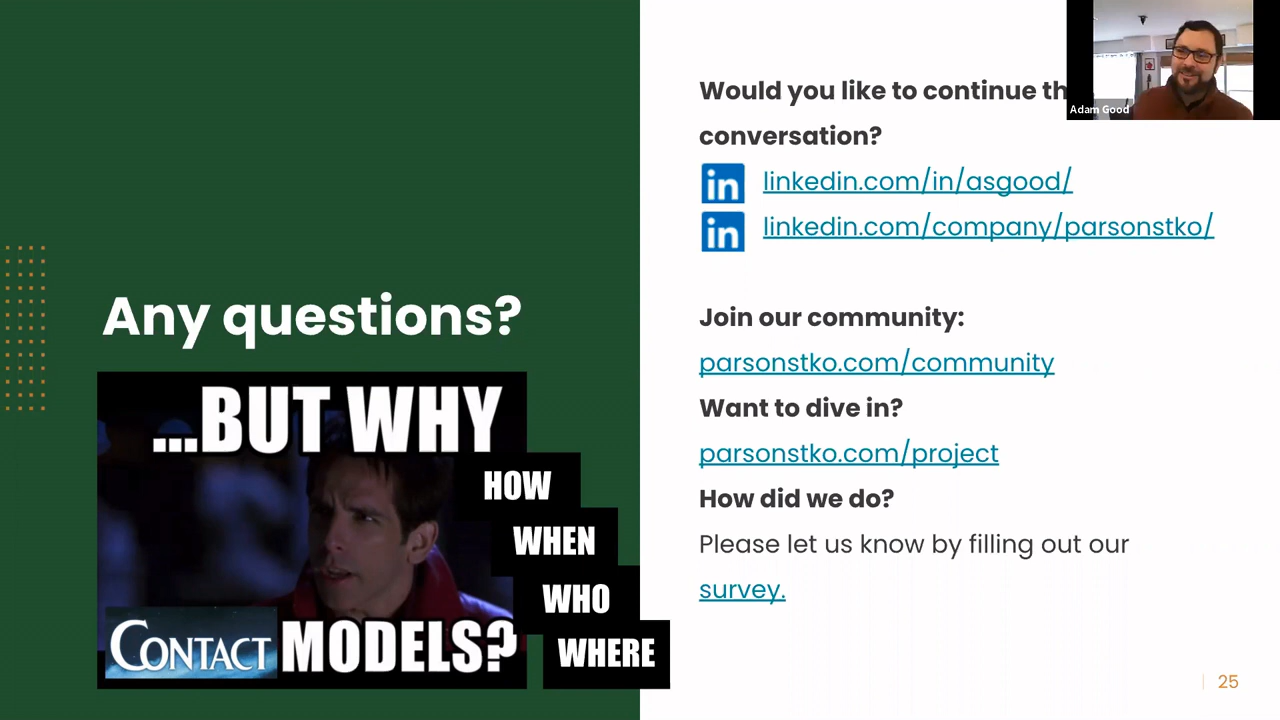 Would you like to continue th
conversation?
linkedin.com/in/asgood/
linkedin.com/company/parsonstko/
Join our community:
parsonstko.com/community
Want to dive in?
parsonstko.com/project
How did we do?
Please let us know by filling out our
survey.
Any questions?
...BUT WHY
HOW
WHEN
WHO
WHERE
CONTACT MODELS?
Adam Good
in
in
25